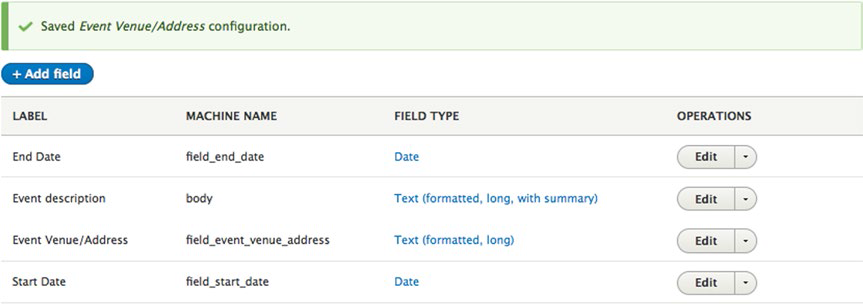 Saved Event Venue/Address configuration.
+ Add field
LABEL MACHINE NAME FIELD TYPE OPERATIONS
End Date field_end_date Date Edit
Event description body Text (formatted, long, with summary) Edit
Event Venue/Address field_event_venue_address Text (formatted, long) Edit
Start Date field_start_date Date Edit